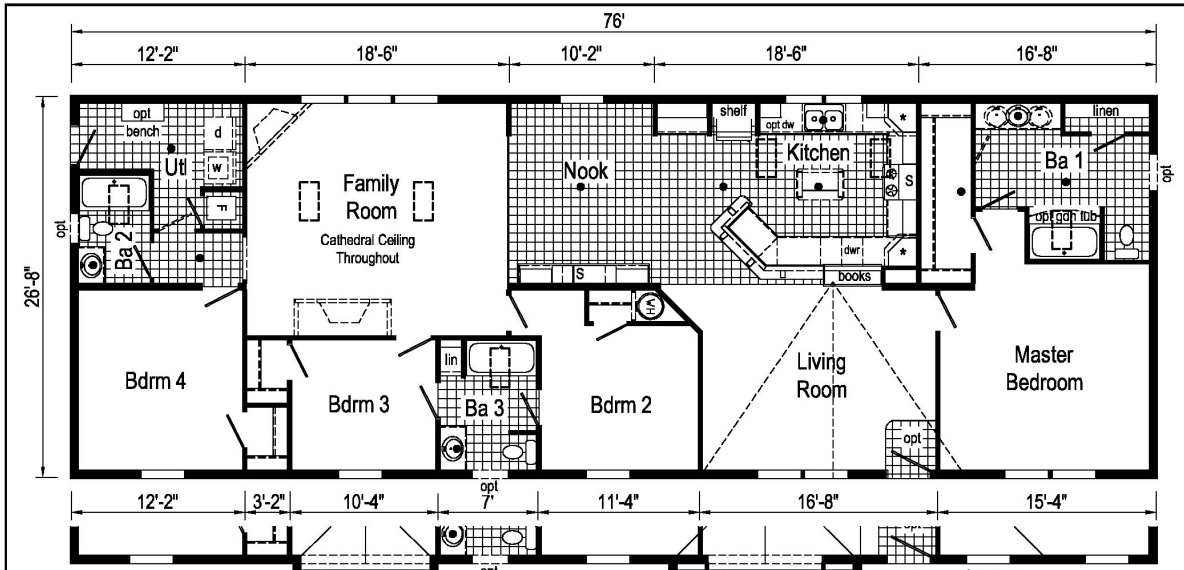 76'
12'-2" 18'-6" 10'-2" 18'-6" 16'-8"
26'-8"
opt
bench
d
w
Utl
F
opt
Ba 2
Family
Room
Cathedral Ceiling
Throughout
Nook
S
shelf
opt dw
Kitchen
*
S
*
dwr
books
linen
Ba 1
opt
opt gdn tub
Bdrm 4
Bdrm 3
lin
Ba 3
WH
Bdrm 2
Living
Room
opt
Master
Bedroom
opt
12'-2" 3'-2" 10'-4" 7' 11'-4" 16'-8" 15'-4"